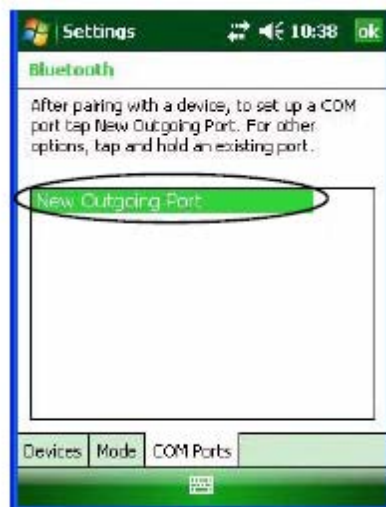 Settings 10:38 ok
Bluetooth
After pairing with a device, to set up a COM
port tap New Outgoing Port. For other
options, tap and hold an existing port.
New Outgoing Port
Devices Mode COM Ports